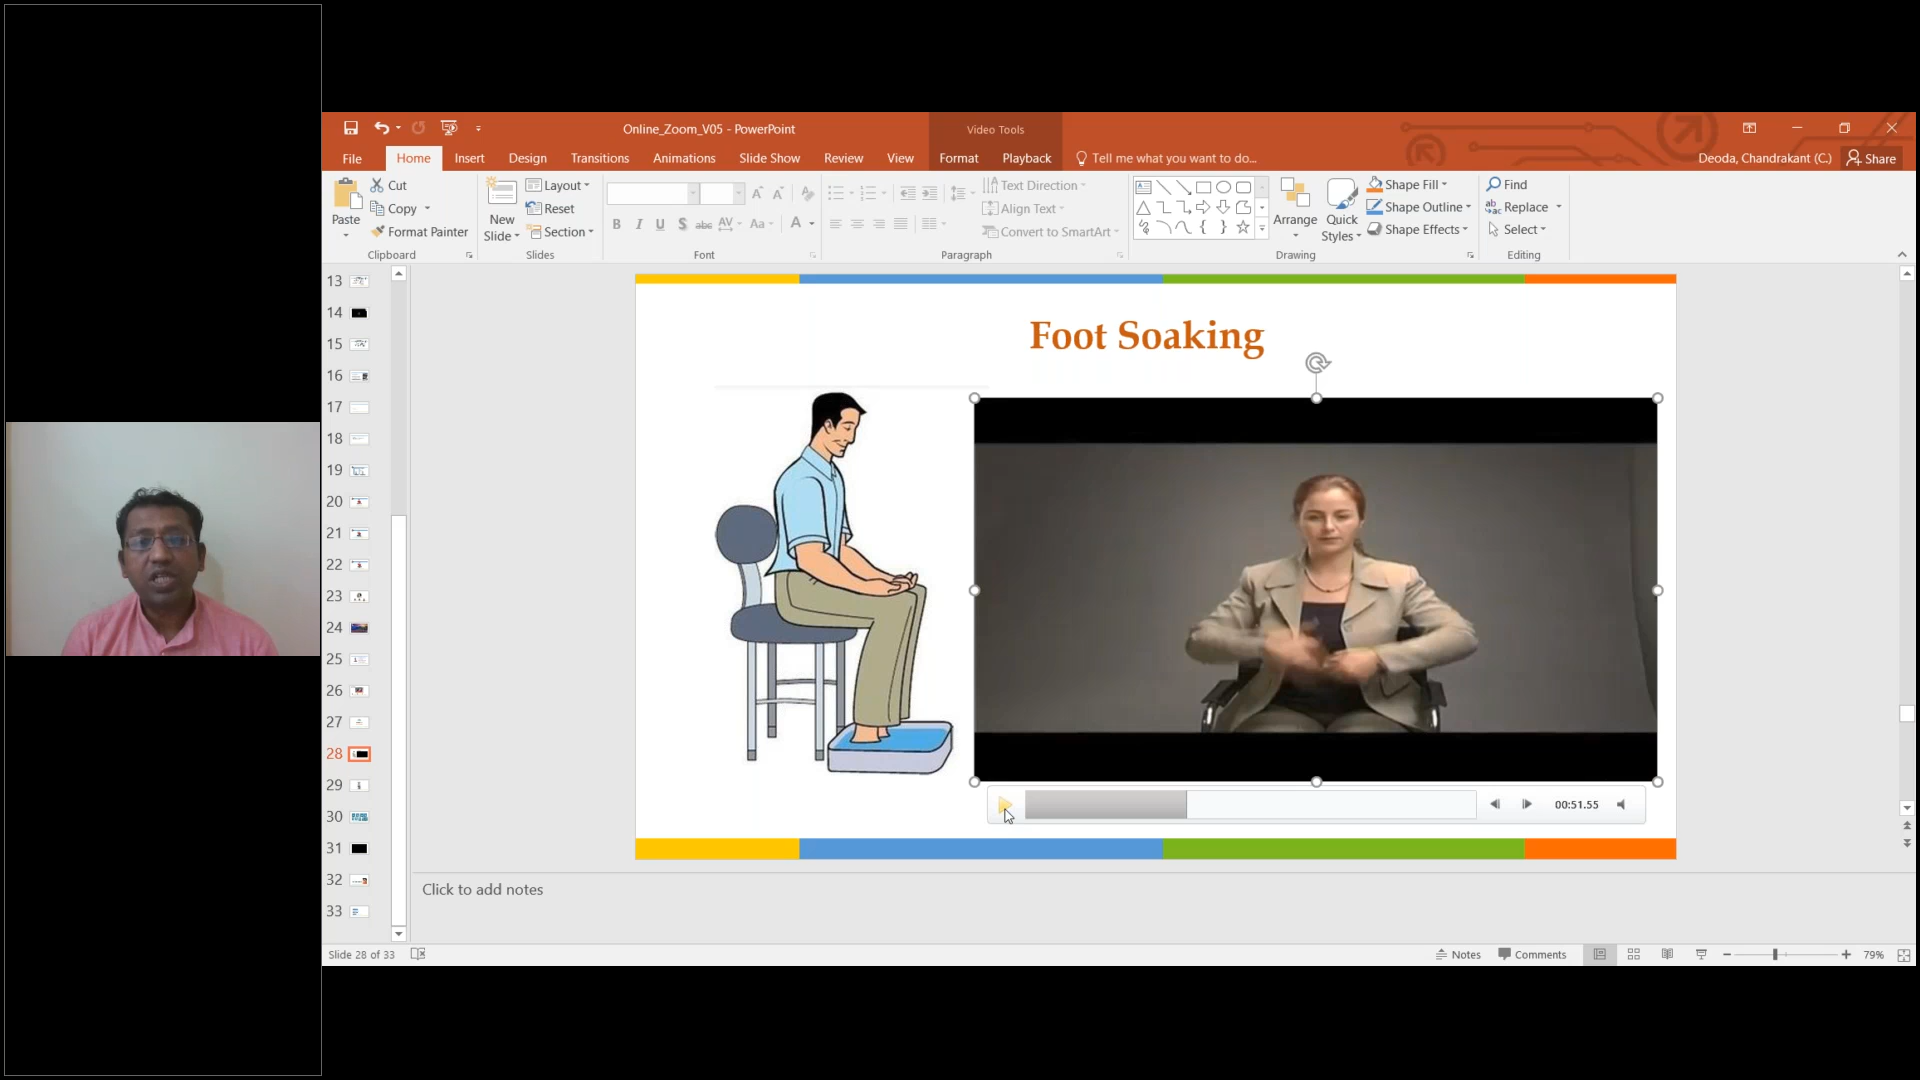 Online_Zoom_V05 - PowerPoint
Video Tools
File Home Insert Design Transitions Animations Slide Show Review View Format Playback Tell me what you want to do... Deoda, Chandrakant (C.) Share
Paste
Cut
Copy
Format Painter
Clipboard
New Slide
Layout
Reset
Section
Slides
B I U S abc AV Aa A
Font
Text Direction
Align Text
Convert to SmartArt
Paragraph
Arrange
Quick Styles
Shape Fill
Shape Outline
Shape Effects
Drawing
Find
Replace
Select
Editing
13
14
15
16
17
18
19
20
21
22
23
24
25
26
27
28
29
30
31
32
33
Foot Soaking
00:51.55
Click to add notes
Slide 28 of 33 Notes Comments 79%